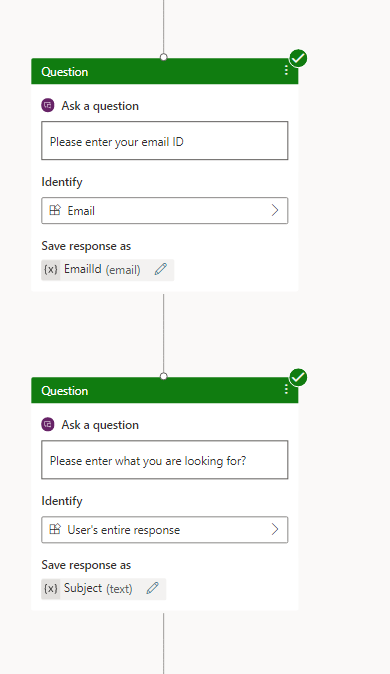 Question
Ask a question
Please enter your email ID
Identify
Email
Save response as
{x} EmailId (email)
Question
Ask a question
Please enter what you are looking for?
Identify
User's entire response
Save response as
{x} Subject (text)